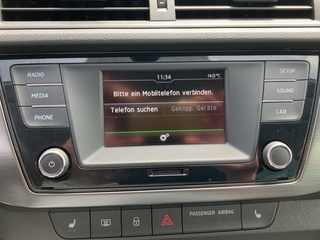 11:34 14.0°C
RADIO
SETUP
Bitte ein Mobiltelefon verbinden.
MEDIA
SOUND
Telefon suchen Gekopp. Geräte
PHONE
CAR
PASSENGER AIRBAG